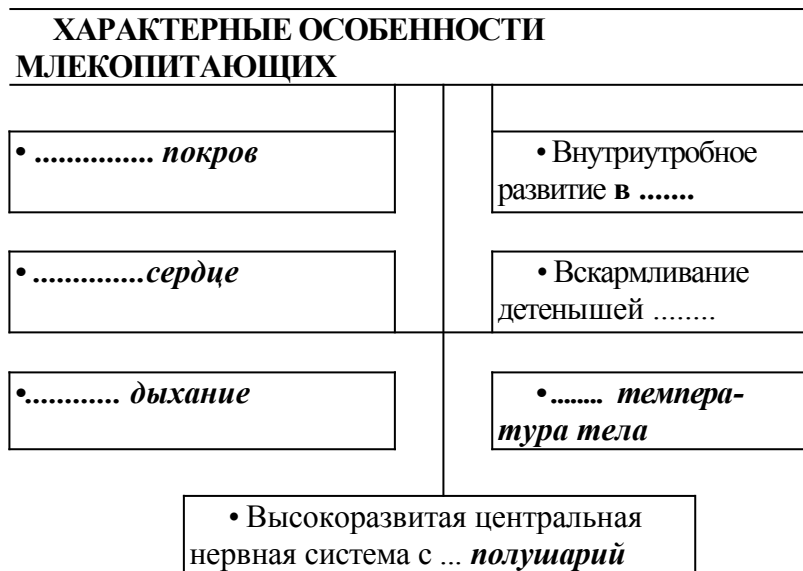 ХАРАКТЕРНЫЕ ОСОБЕННОСТИ
МЛЕКОПИТАЮЩИХ
• ............... покров
• Внутриутробное
развитие в .......
• ..............сердце
• Вскармливание
детенышей ........
•............ дыхание
•........ темпера-
тура тела
• Высокоразвитая центральная
нервная система с ... полушарий